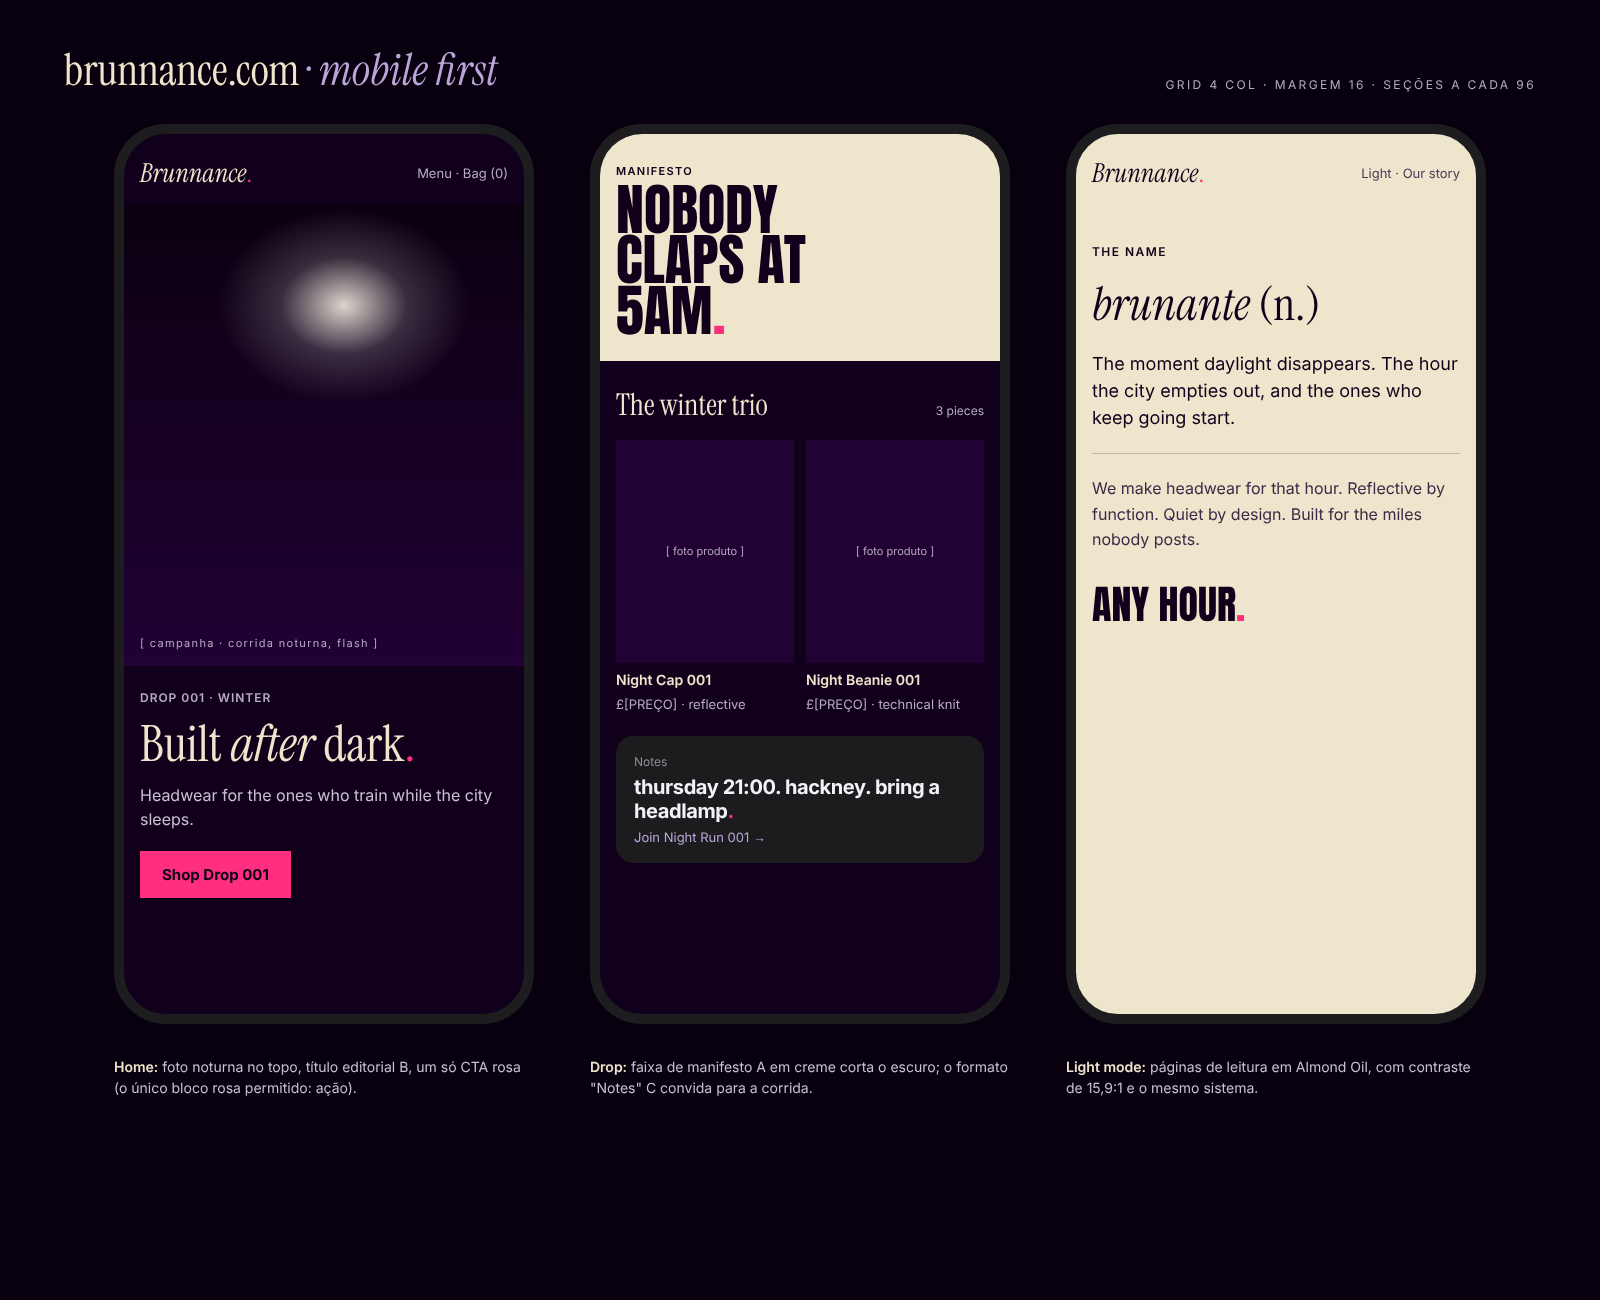 brunnance.com · mobile first
GRID 4 COL · MARGEM 16 · SEÇÕES A CADA 96
Brunnance.
Menu · Bag (0)
[ campanha · corrida noturna, flash ]
DROP 001 · WINTER
Built after dark.
Headwear for the ones who train while the city
sleeps.
Shop Drop 001
Home: foto noturna no topo, título editorial B, um só CTA rosa
(o único bloco rosa permitido: ação).
MANIFESTO
NOBODY
CLAPS AT
5AM.
The winter trio
3 pieces
[ foto produto ]
[ foto produto ]
Night Cap 001
£[PREÇO] · reflective
Night Beanie 001
£[PREÇO] · technical knit
Notes
thursday 21:00. hackney. bring a
headlamp.
Join Night Run 001 →
Drop: faixa de manifesto A em creme corta o escuro; o formato
"Notes" C convida para a corrida.
Brunnance.
Light · Our story
THE NAME
brunante (n.)
The moment daylight disappears. The hour
the city empties out, and the ones who
keep going start.
We make headwear for that hour. Reflective by
function. Quiet by design. Built for the miles
nobody posts.
ANY HOUR.
Light mode: páginas de leitura em Almond Oil, com contraste
de 15,9:1 e o mesmo sistema.